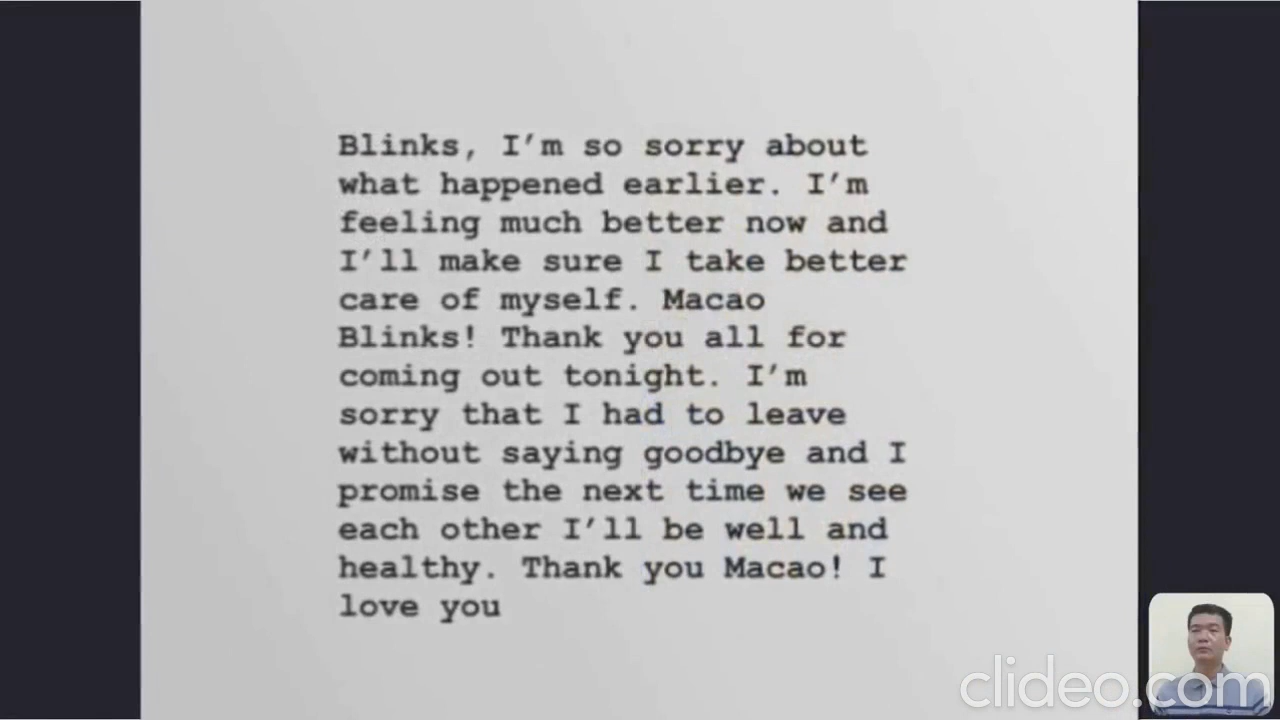 Blinks, I’m so sorry about
what happened earlier. I’m
feeling much better now and
I’ll make sure I take better
care of myself. Macao
Blinks! Thank you all for
coming out tonight. I’m
sorry that I had to leave
without saying goodbye and I
promise the next time we see
each other I’ll be well and
healthy. Thank you Macao! I
love you
clideo.com